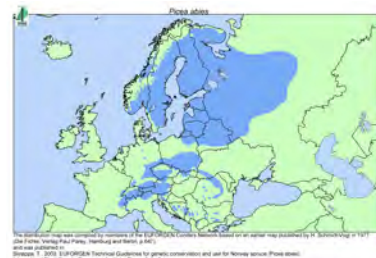 Picea abies
The distribution map was compiled by members of the EUFORGEN Conifers Network based on an earlier map published by H. Schmidt-Vogt in 1977
(Die Fichte, Verlag Paul Parey, Hamburg and Berlin, p.647)
and was published in
T. 2003. EUFORGEN Technical Guidelines for genetic conservation and use for Norway spruce (Picea abies).